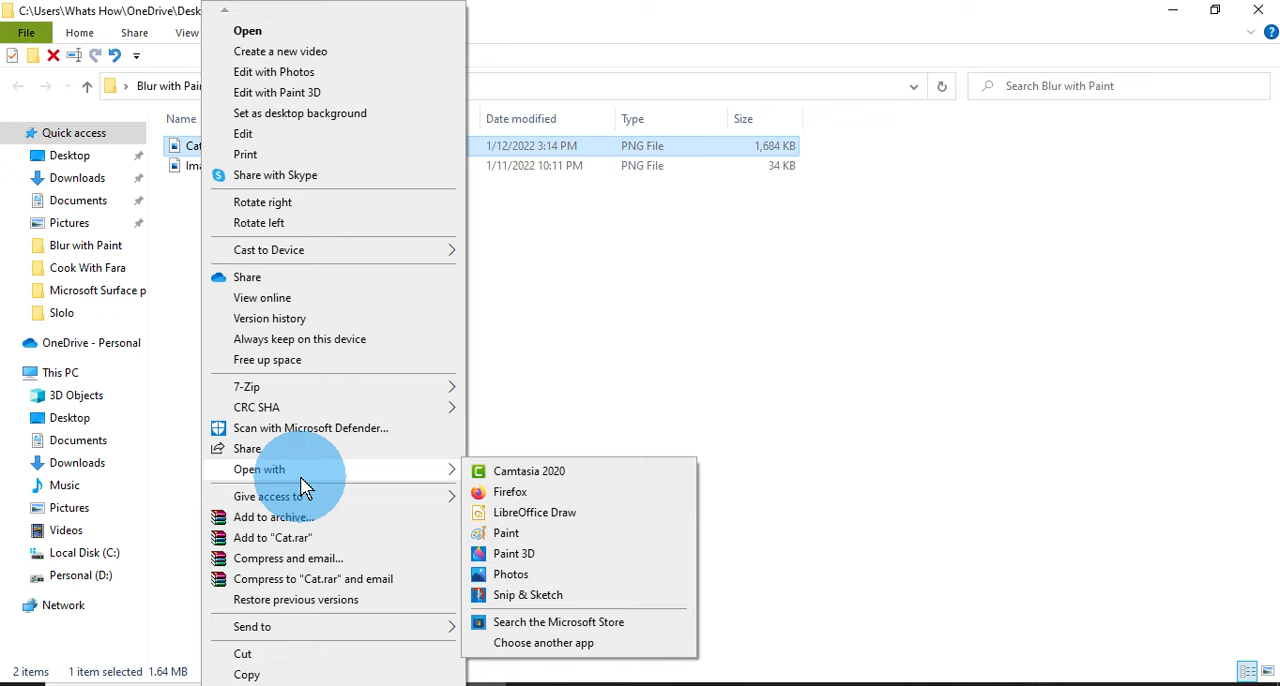 C:\Users\Whats How\OneDrive\Desk
File Home Share View
Blur with Pai
Search Blur with Paint
Name Date modified Type Size
Cat 1/12/2022 3:14 PM PNG File 1,684 KB
Ima 1/11/2022 10:11 PM PNG File 34 KB
Quick access
Desktop
Downloads
Documents
Pictures
Blur with Paint
Cook With Fara
Microsoft Surface p
Slolo
OneDrive - Personal
This PC
3D Objects
Desktop
Documents
Downloads
Music
Pictures
Videos
Local Disk (C:)
Personal (D:)
Network
2 items 1 item selected 1.64 MB
Open
Create a new video
Edit with Photos
Edit with Paint 3D
Set as desktop background
Edit
Print
Share with Skype
Rotate right
Rotate left
Cast to Device
Share
View online
Version history
Always keep on this device
Free up space
7-Zip
CRC SHA
Scan with Microsoft Defender...
Share
Open with
Give access to
Add to archive...
Add to "Cat.rar"
Compress and email...
Compress to "Cat.rar" and email
Restore previous versions
Send to
Cut
Copy
Camtasia 2020
Firefox
LibreOffice Draw
Paint
Paint 3D
Photos
Snip & Sketch
Search the Microsoft Store
Choose another app